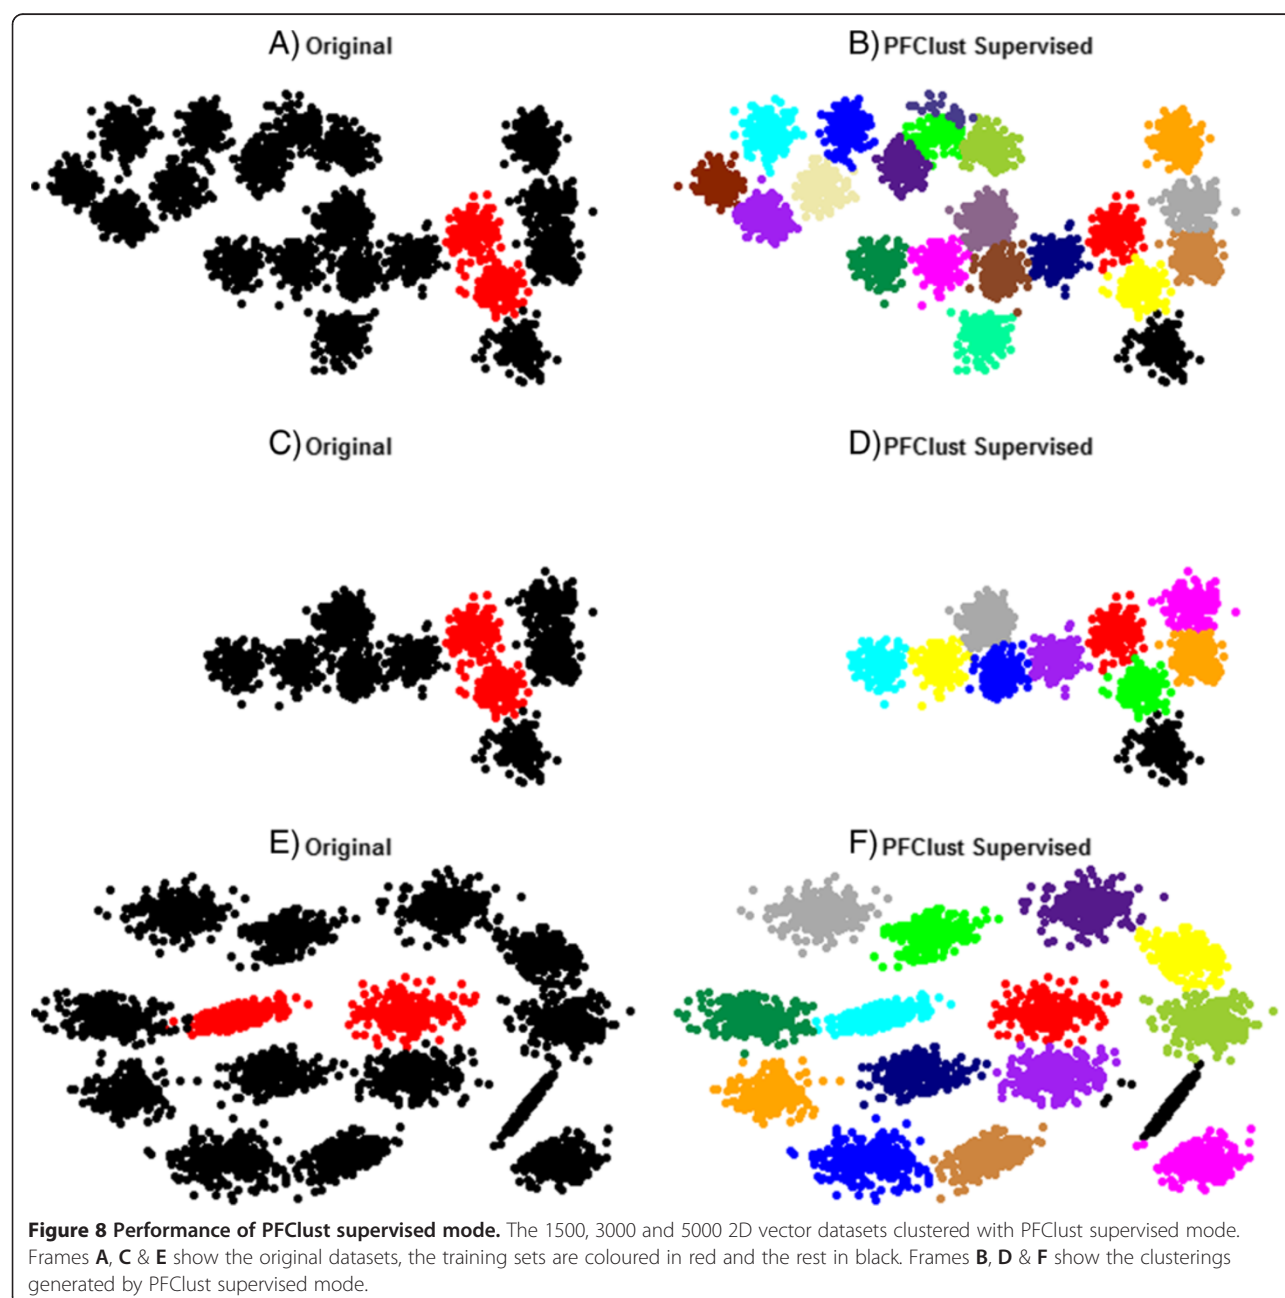 A) Original
B) PFClust Supervised
C) Original
D) PFClust Supervised
E) Original
F) PFClust Supervised
Figure 8 Performance of PFClust supervised mode. The 1500, 3000 and 5000 2D vector datasets clustered with PFClust supervised mode.
Frames A, C & E show the original datasets, the training sets are coloured in red and the rest in black. Frames B, D & F show the clusterings
generated by PFClust supervised mode.